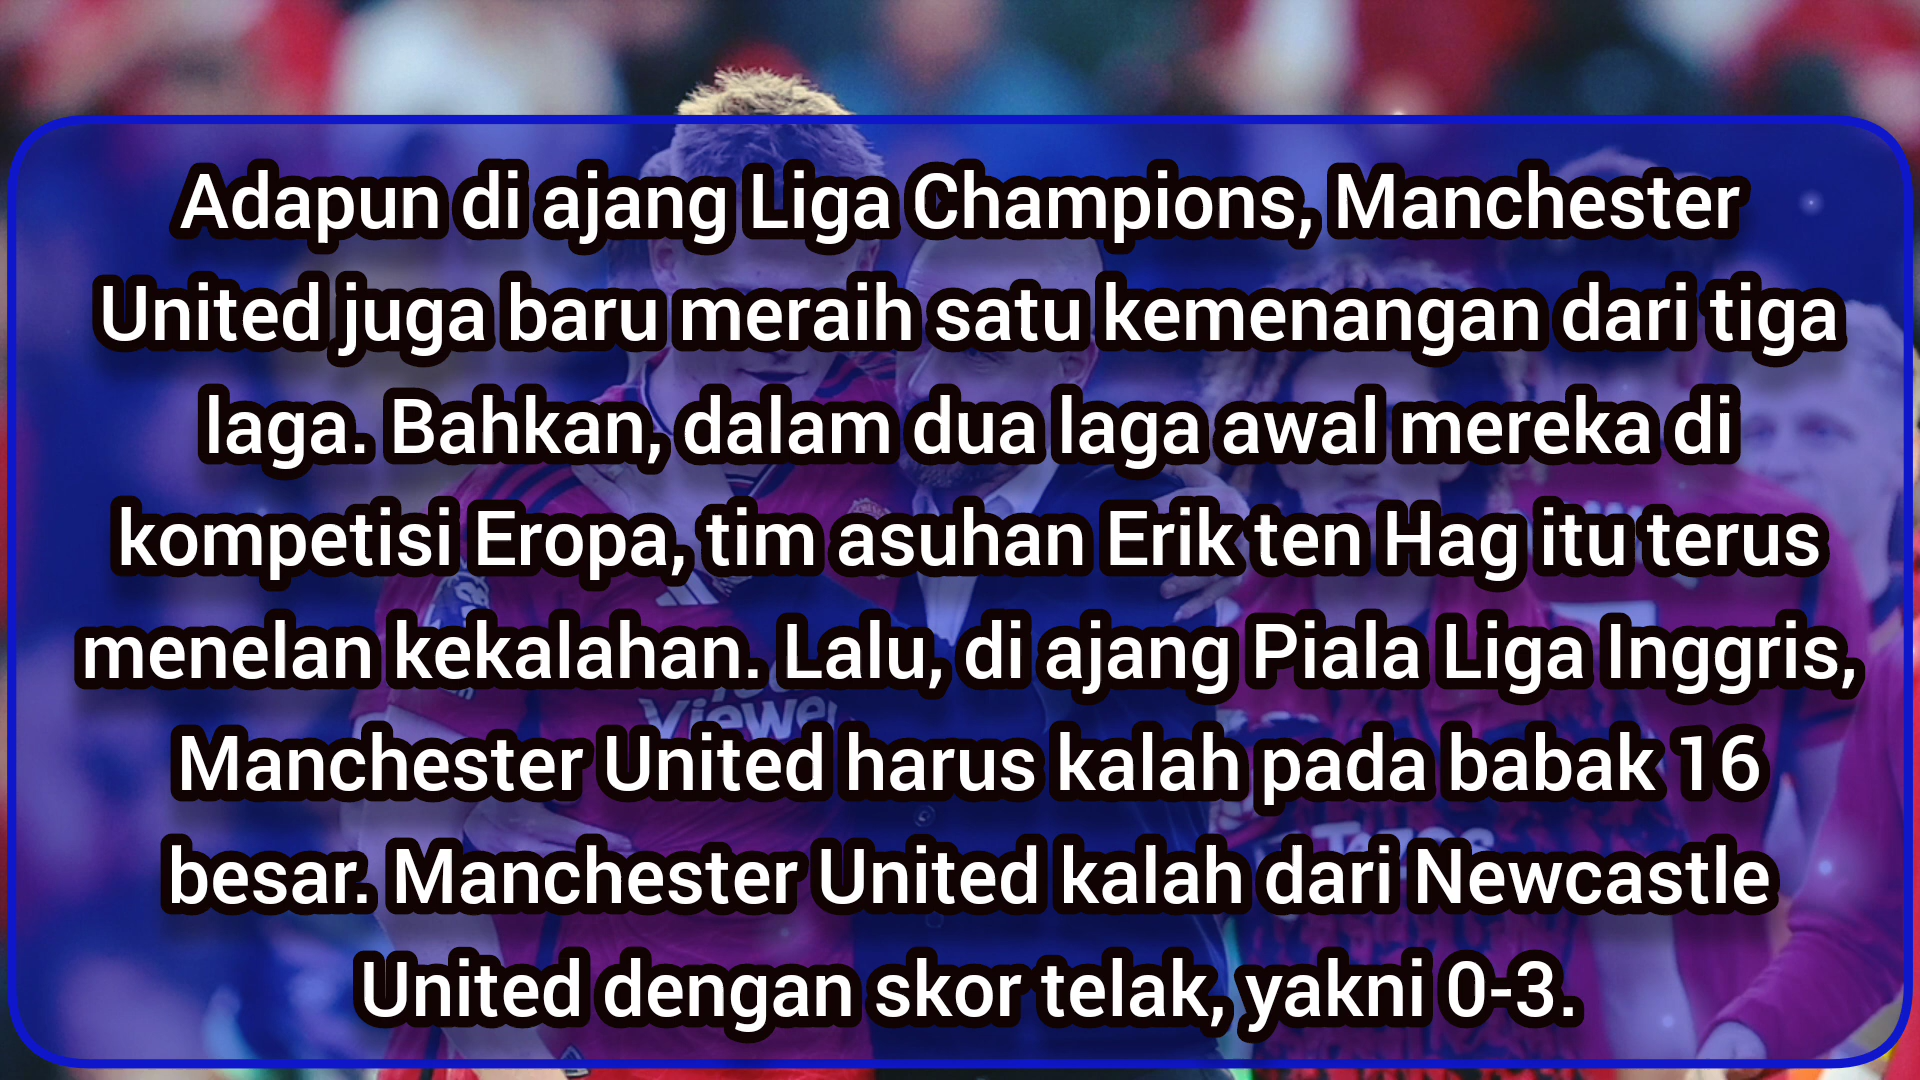 Adapun di ajang Liga Champions, Manchester
United juga baru meraih satu kemenangan dari tiga
laga. Bahkan, dalam dua laga awal mereka di
kompetisi Eropa, tim asuhan Erik ten Hag itu terus
menelan kekalahan. Lalu, di ajang Piala Liga Inggris,
Manchester United harus kalah pada babak 16
besar. Manchester United kalah dari Newcastle
United dengan skor telak, yakni 0-3.